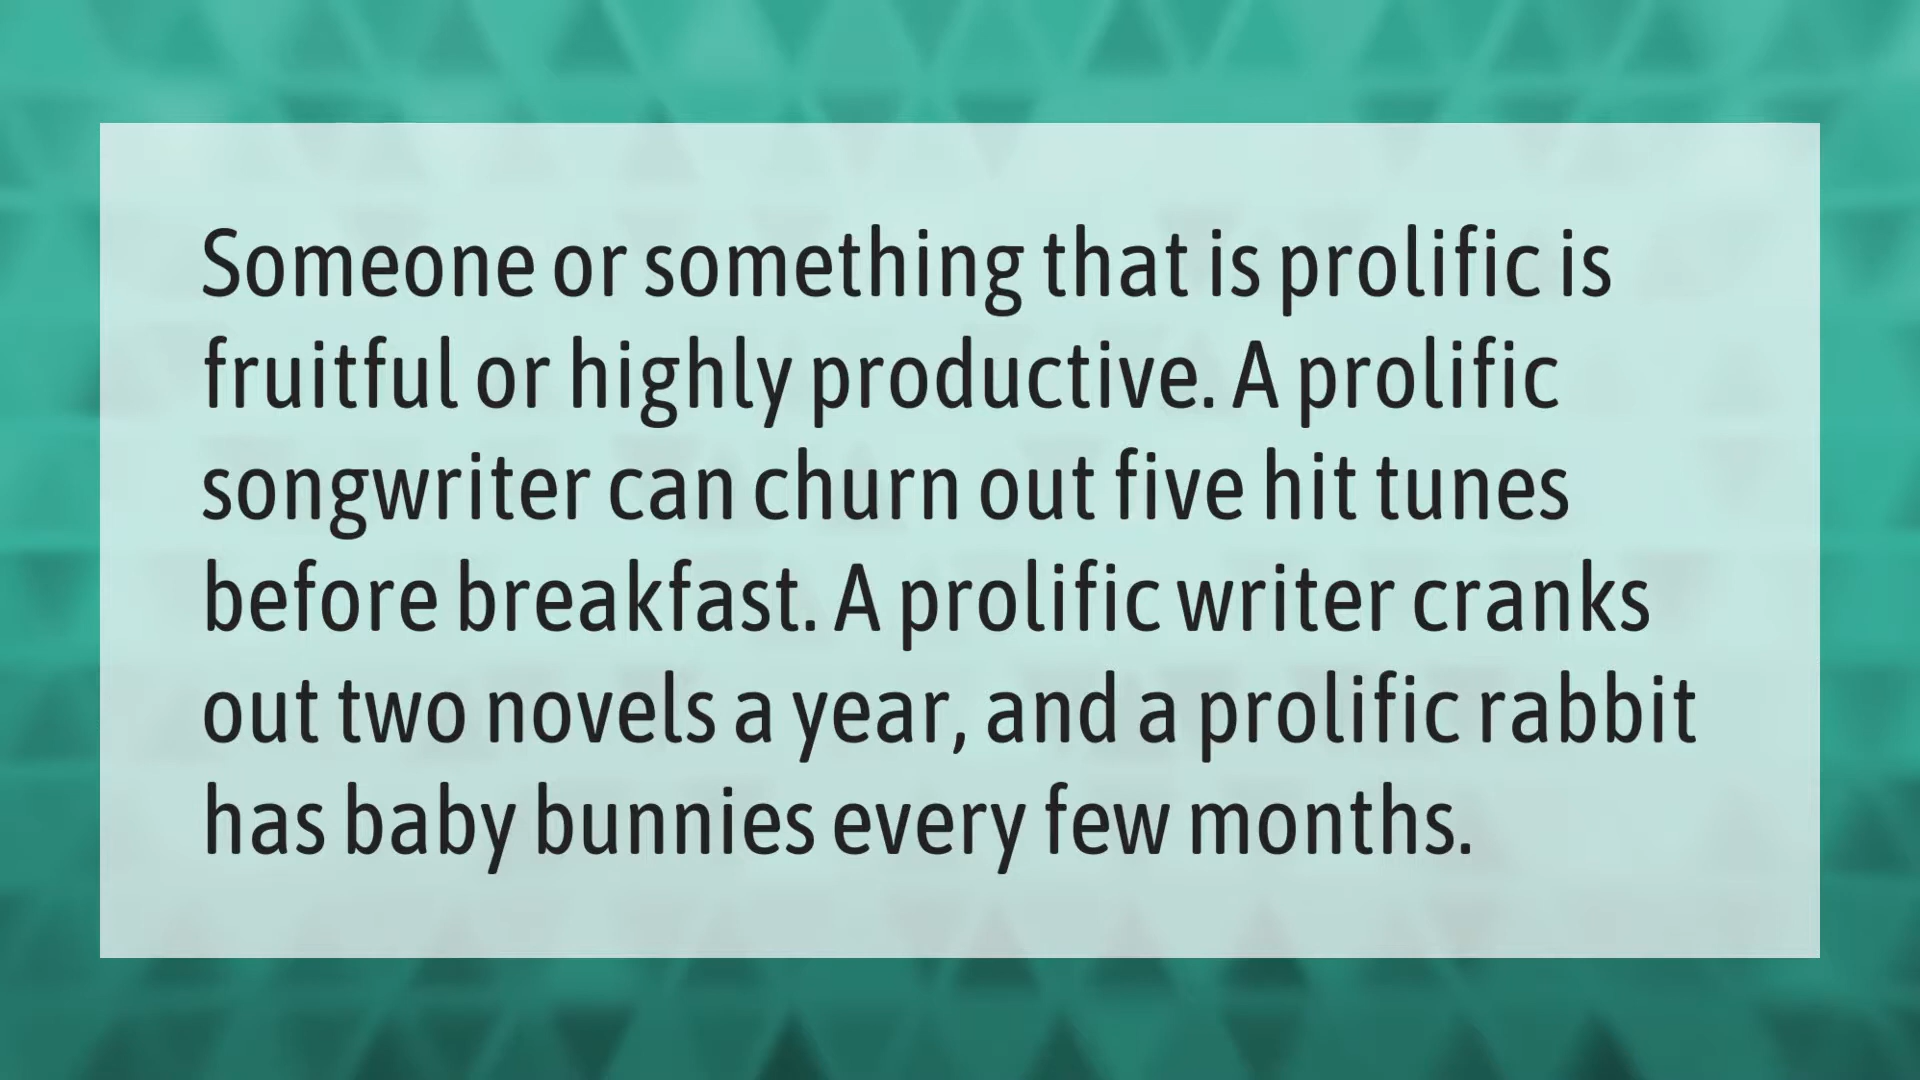 Someone or something that is prolific is
fruitful or highly productive. A prolific
songwriter can churn out five hit tunes
before breakfast. A prolific writer cranks
out two novels a year, and a prolific rabbit
has baby bunnies every few months.